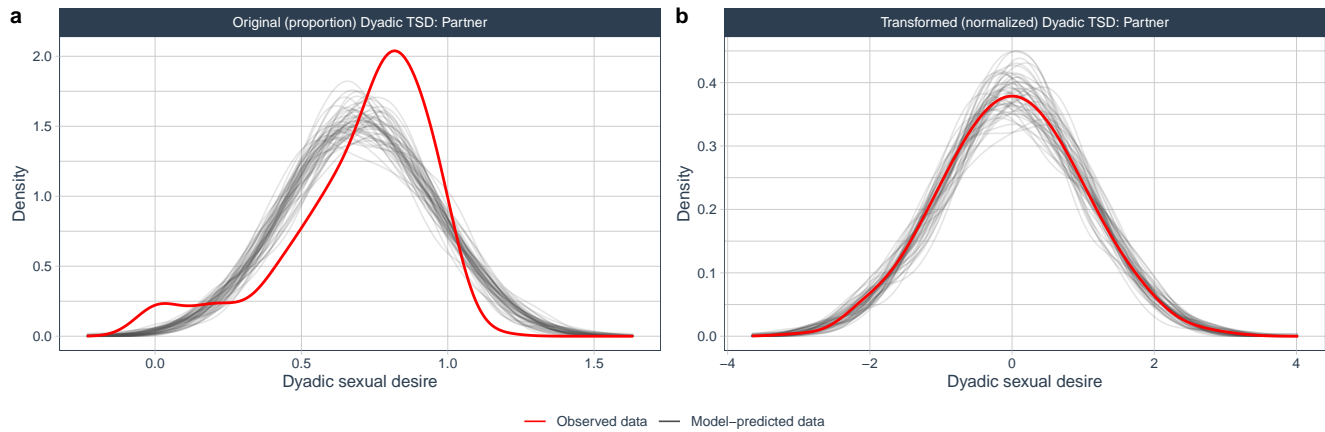 a
Original (proportion) Dyadic TSD: Partner
Density
2.0
1.5
1.0
0.5
0.0
0.0
0.5
1.0
1.5
Dyadic sexual desire
b
Transformed (normalized) Dyadic TSD: Partner
Density
0.4
0.3
0.2
0.1
0.0
−4
−2
0
2
4
Dyadic sexual desire
Observed data
Model−predicted data